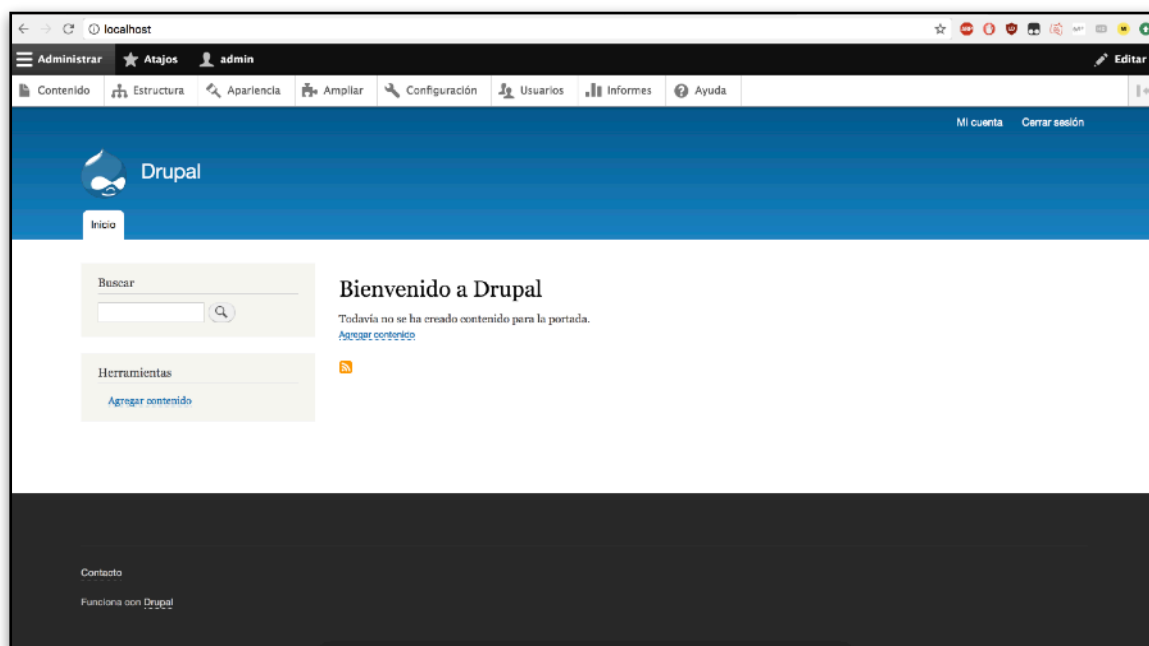 localhost
Administrar Atajos admin Editar
Contenido Estructura Apariencia Ampliar Configuración Usuarios Informes Ayuda
Mi cuenta Cerrar sesión
Drupal
Inicio
Buscar
Bienvenido a Drupal
Todavía no se ha creado contenido para la portada.
Agregar contenido
Herramientas
Agregar contenido
Contacto
Funciona con Drupal